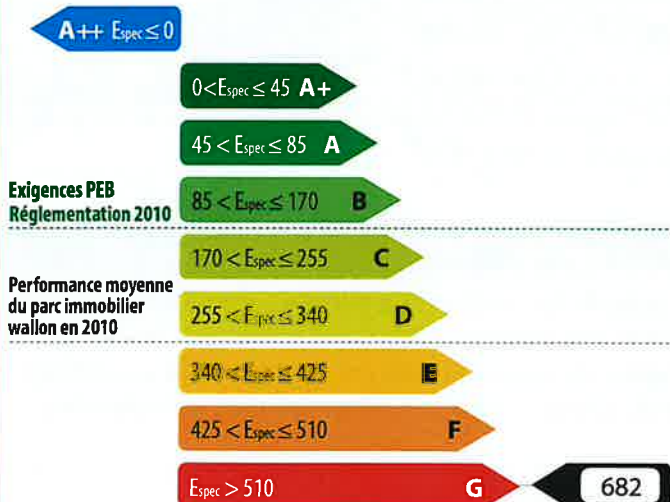 A++ Espec ≤ 0
0<Espec ≤ 45 A+
45 < Espec ≤ 85 A
Exigences PEB
Réglementation 2010
85 < Espec ≤ 170 B
170 < Espec ≤ 255 C
Performance moyenne
du parc immobilier
wallon en 2010
255 < Espec ≤ 340 D
340 < Espec ≤ 425 E
425 < Espec ≤ 510 F
Espec > 510 G 682